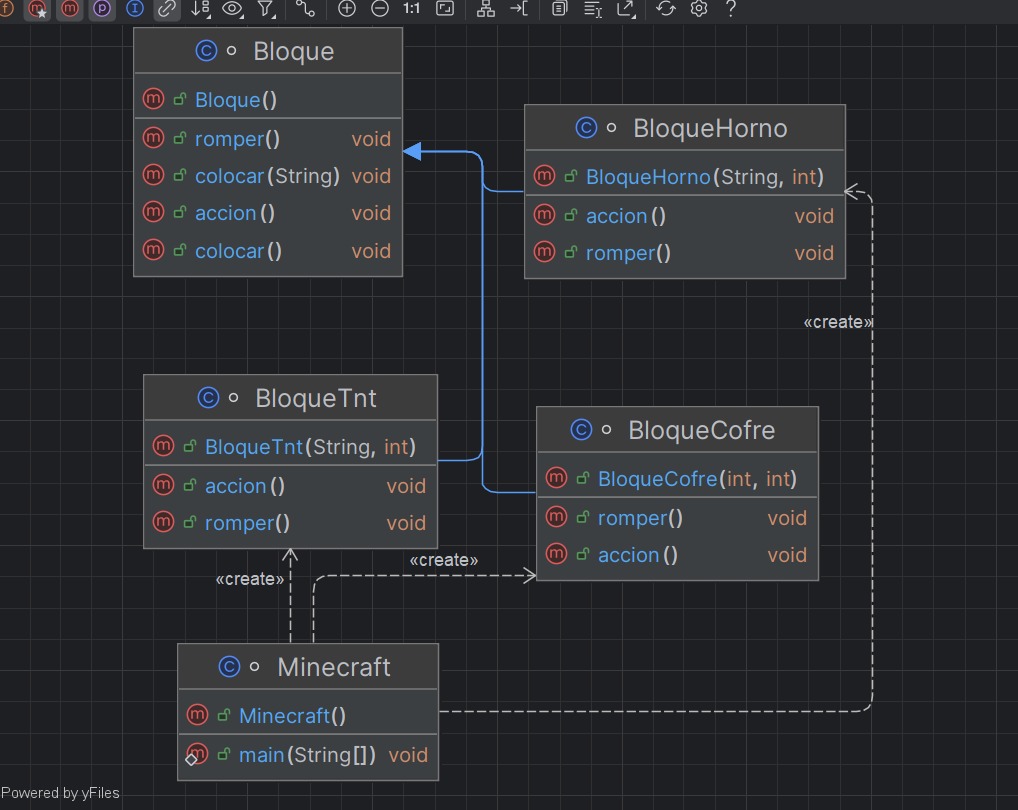 1:1
Bloque
Bloque()
romper() void
colocar(String) void
accion() void
colocar() void
BloqueHorno
BloqueHorno(String, int)
accion() void
romper() void
«create»
BloqueTnt
BloqueTnt(String, int)
accion() void
romper() void
BloqueCofre
BloqueCofre(int, int)
romper() void
accion() void
«create»
«create»
Minecraft
Minecraft()
main(String[]) void
Powered by yFiles